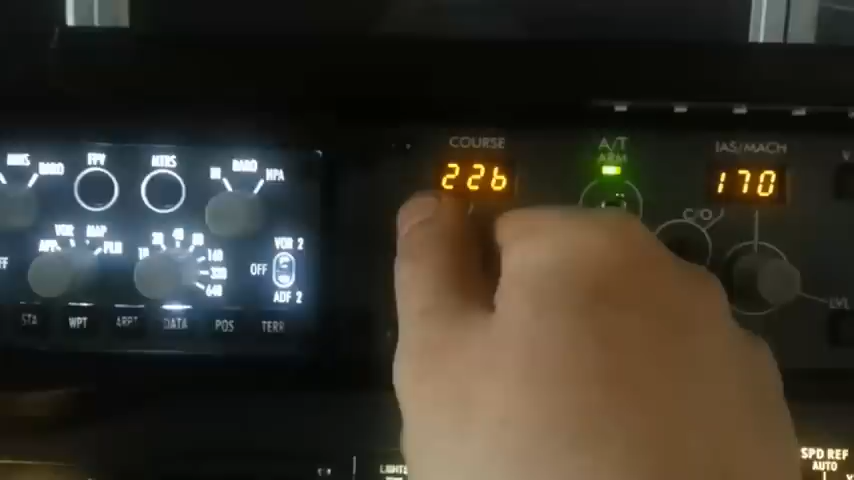 COURSE
A/T
ARM
IAS/MACH
V
MINS
BARO
FPV
MTRS
IN
BARO
HPA
226
170
C/O
VOR
MAP
APP
PLN
10
20
40
80
160
320
640
VOR 2
OFF
ADF 2
LVL
STA
WPT
ARPT
DATA
POS
TERR
SPD REF
AUTO